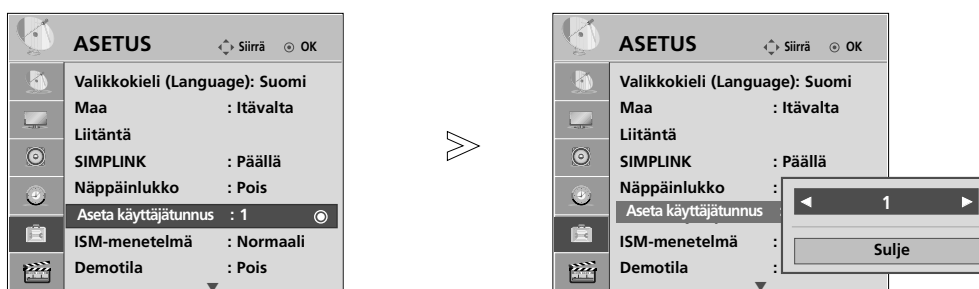 ASETUS Siirrä OK
Valikkokieli (Language): Suomi
Maa : Itävalta
Liitäntä
SIMPLINK : Päällä
Näppäinlukko : Pois
Aseta käyttäjätunnus : 1
ISM-menetelmä : Normaali
Demotila : Pois
ASETUS Siirrä OK
Valikkokieli (Language): Suomi
Maa : Itävalta
Liitäntä
SIMPLINK : Päällä
Näppäinlukko :
Aseta käyttäjätunnus
ISM-menetelmä :
Demotila :
1
Sulje